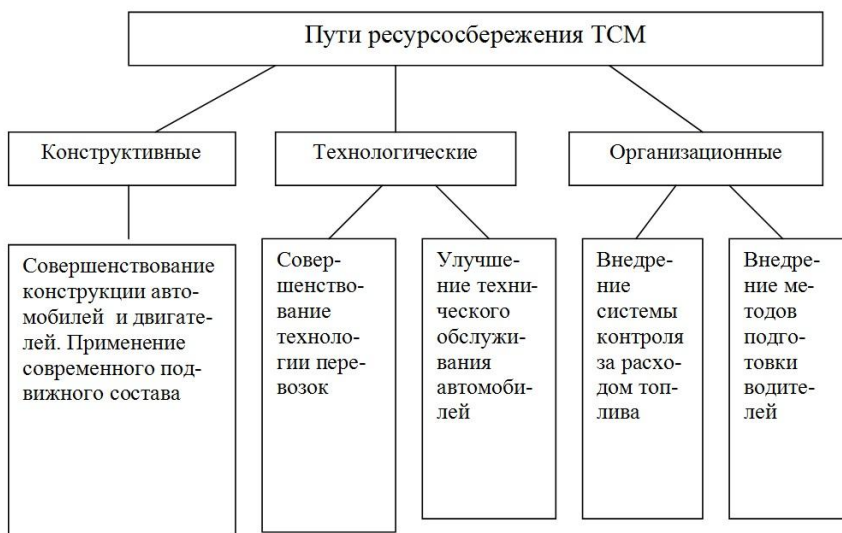 Пути ресурсосбережения ТСМ
Конструктивные
Технологические
Организационные
Совершенствование
конструкции авто-
мобилей и двигате-
лей. Применение
современного под-
вижного состава
Совер-
шенство-
вание
техноло-
гии пере-
возок
Улучше-
ние техни-
ческого
обслужи-
вания
автомоби-
лей
Внедре-
ние
системы
контроля
за расхо-
дом топ-
лива
Внедре-
ние ме-
тодов
подго-
товки
водите-
лей